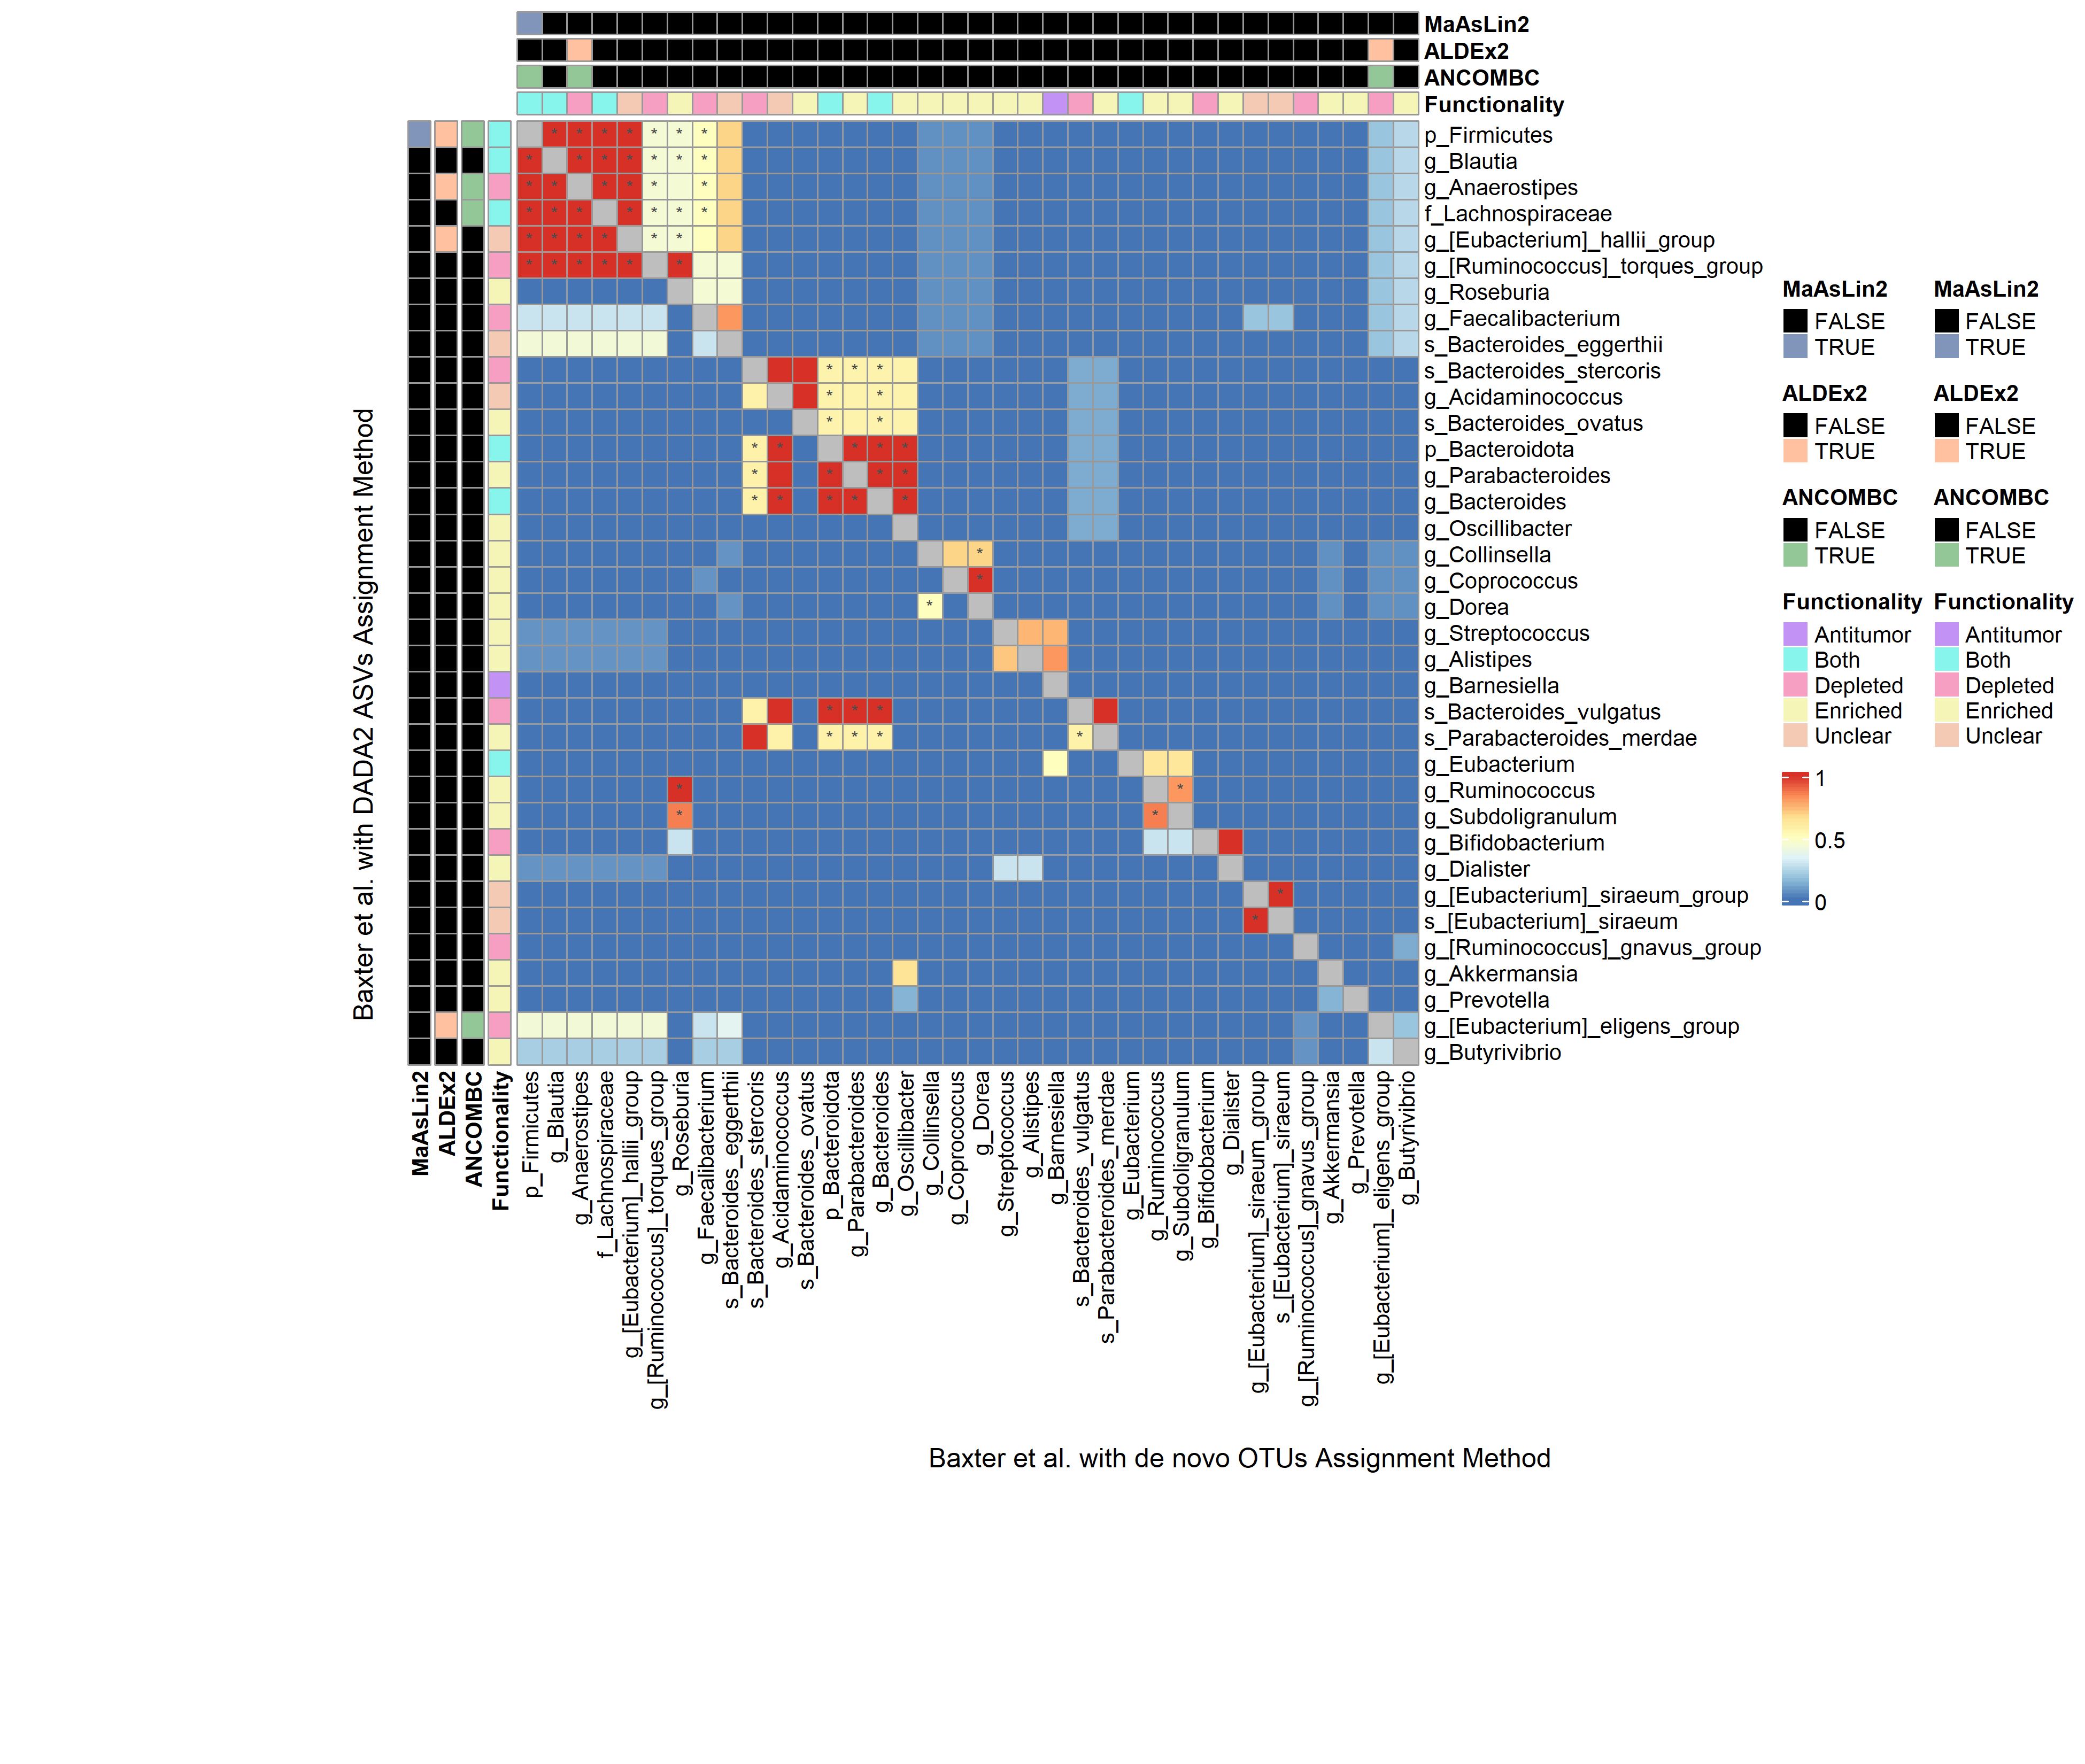 MaAsLin2
ALDEx2
ANCOMBC
Functionality
p_Firmicutes
g_Blautia
g_Anaerostipes
f_Lachnospiraceae
g_[Eubacterium]_hallii_group
g_[Ruminococcus]_torques_group
g_Roseburia
g_Faecalibacterium
s_Bacteroides_eggerthii
s_Bacteroides_stercoris
g_Acidaminococcus
s_Bacteroides_ovatus
p_Bacteroidota
g_Parabacteroides
g_Bacteroides
g_Oscillibacter
g_Collinsella
g_Coprococcus
g_Dorea
g_Streptococcus
g_Alistipes
g_Barnesiella
s_Bacteroides_vulgatus
s_Parabacteroides_merdae
g_Eubacterium
g_Ruminococcus
g_Subdoligranulum
g_Bifidobacterium
g_Dialister
g_[Eubacterium]_siraeum_group
s_[Eubacterium]_siraeum
g_[Ruminococcus]_gnavus_group
g_Akkermansia
g_Prevotella
g_[Eubacterium]_eligens_group
g_Butyrivibrio
Baxter et al. with DADA2 ASVs Assignment Method
MaAsLin2
ALDEx2
ANCOMBC
Functionality
p_Firmicutes
g_Blautia
g_Anaerostipes
f_Lachnospiraceae
g_[Eubacterium]_hallii_group
g_[Ruminococcus]_torques_group
g_Roseburia
g_Faecalibacterium
s_Bacteroides_eggerthii
s_Bacteroides_stercoris
g_Acidaminococcus
s_Bacteroides_ovatus
p_Bacteroidota
g_Parabacteroides
g_Bacteroides
g_Oscillibacter
g_Collinsella
g_Coprococcus
g_Dorea
g_Streptococcus
g_Alistipes
g_Barnesiella
s_Bacteroides_vulgatus
s_Parabacteroides_merdae
g_Eubacterium
g_Ruminococcus
g_Subdoligranulum
g_Bifidobacterium
g_Dialister
g_[Eubacterium]_siraeum_group
s_[Eubacterium]_siraeum
g_[Ruminococcus]_gnavus_group
g_Akkermansia
g_Prevotella
g_[Eubacterium]_eligens_group
g_Butyrivibrio
Baxter et al. with de novo OTUs Assignment Method
MaAsLin2
FALSE
TRUE
ALDEx2
FALSE
TRUE
ANCOMBC
FALSE
TRUE
Functionality
Antitumor
Both
Depleted
Enriched
Unclear
1
0.5
0
MaAsLin2
FALSE
TRUE
ALDEx2
FALSE
TRUE
ANCOMBC
FALSE
TRUE
Functionality
Antitumor
Both
Depleted
Enriched
Unclear